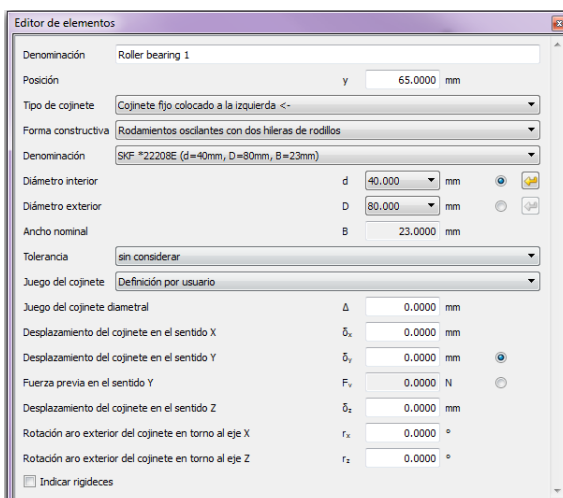 Editor de elementos
Denominación Roller bearing 1
Posición y 65.0000 mm
Tipo de cojinete Cojinete fijo colocado a la izquierda <-
Forma constructiva Rodamientos oscilantes con dos hileras de rodillos
Denominación SKF *22208E (d=40mm, D=80mm, B=23mm)
Diámetro interior d 40.000 mm
Diámetro exterior D 80.000 mm
Ancho nominal B 23.0000 mm
Tolerancia sin considerar
Juego del cojinete Definición por usuario
Juego del cojinete diametral Δ 0.0000 mm
Desplazamiento del cojinete en el sentido X δₓ 0.0000 mm
Desplazamiento del cojinete en el sentido Y δᵧ 0.0000 mm
Fuerza previa en el sentido Y Fᵧ 0.0000 N
Desplazamiento del cojinete en el sentido Z δz 0.0000 mm
Rotación aro exterior del cojinete en torno al eje X rₓ 0.0000 °
Rotación aro exterior del cojinete en torno al eje Z rz 0.0000 °
Indicar rigideces